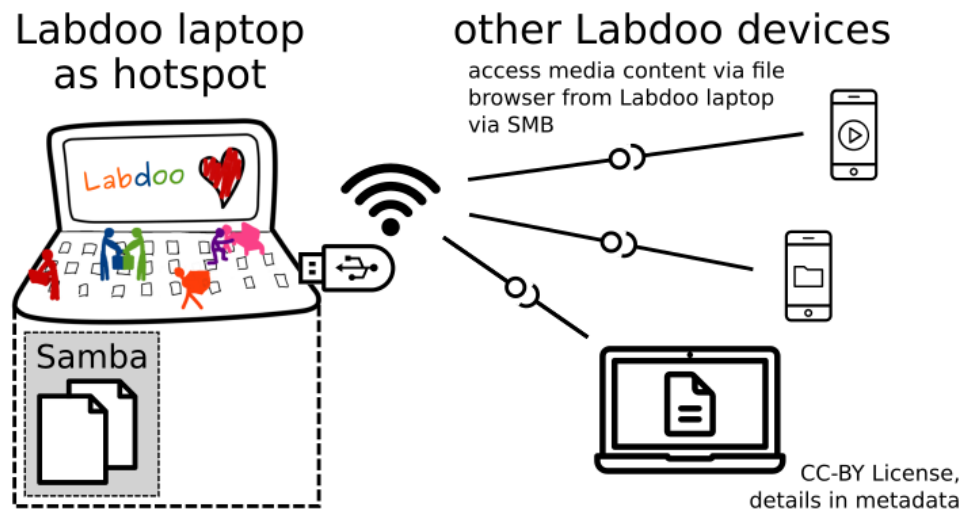 Labdoo laptop
as hotspot
other Labdoo devices
access media content via file
browser from Labdoo laptop
via SMB
Labdoo
Samba
CC-BY License,
details in metadata